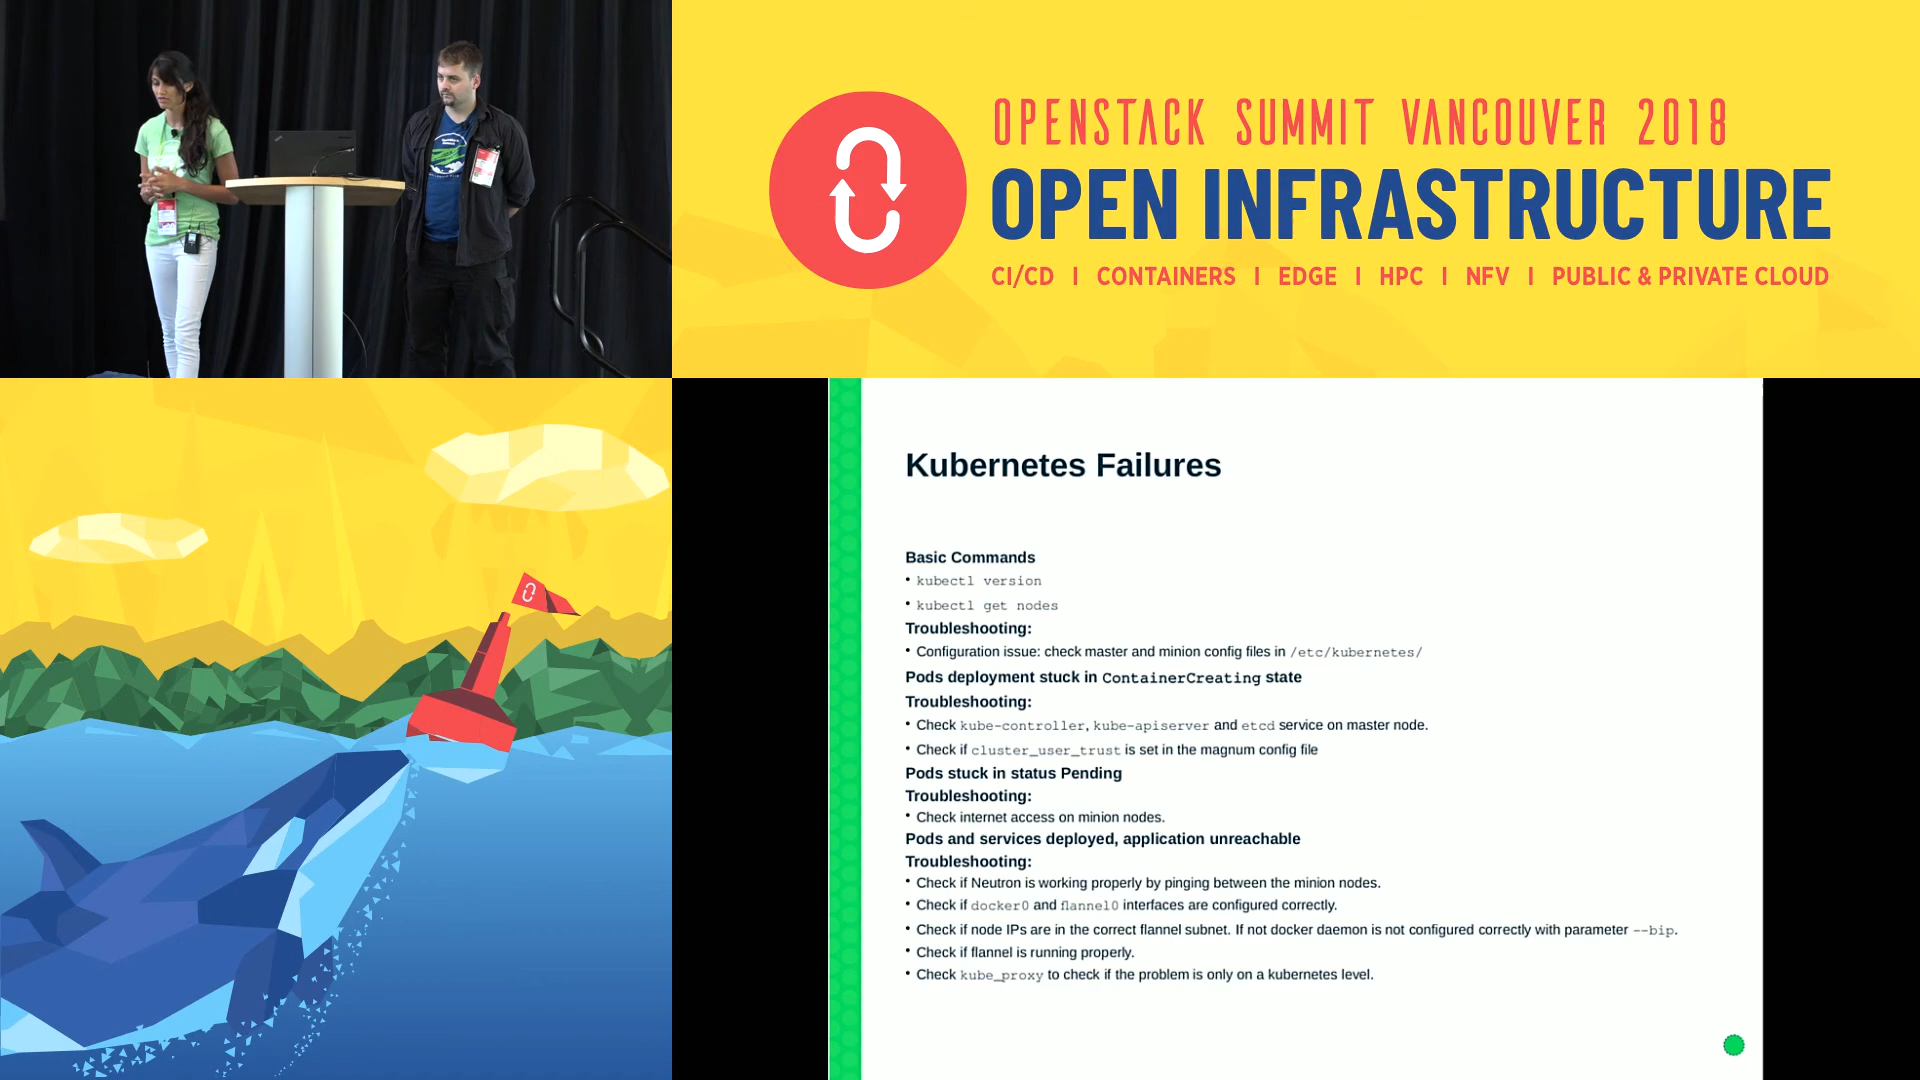 OPENSTACK SUMMIT VANCOUVER 2018
OPEN INFRASTRUCTURE
CI/CD I CONTAINERS I EDGE I HPC I NFV I PUBLIC & PRIVATE CLOUD
Kubernetes Failures
Basic Commands
• kubectl version
• kubectl get nodes
Troubleshooting:
• Configuration issue: check master and minion config files in /etc/kubernetes/
Pods deployment stuck in ContainerCreating state
Troubleshooting:
• Check kube-controller, kube-apiserver and etcd service on master node.
• Check if cluster_user_trust is set in the magnum config file
Pods stuck in status Pending
Troubleshooting:
• Check internet access on minion nodes.
Pods and services deployed, application unreachable
Troubleshooting:
• Check if Neutron is working properly by pinging between the minion nodes.
• Check if docker0 and flannel0 interfaces are configured correctly.
• Check if node IPs are in the correct flannel subnet. If not docker daemon is not configured correctly with parameter --bip.
• Check if flannel is running properly.
• Check kube_proxy to check if the problem is only on a kubernetes level.